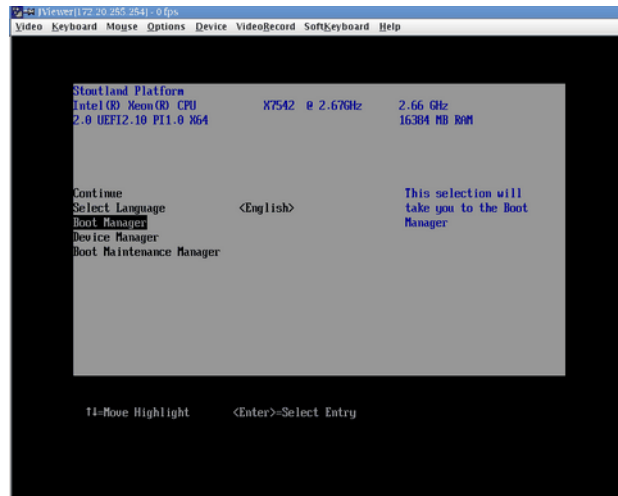 JViewer[172.20.255.254] - 0 fps
Video Keyboard Mouse Options Device VideoRecord SoftKeyboard Help
Stoutland Platform
Intel(R) Xeon(R) CPU X7542 @ 2.67GHz 2.66 GHz
2.0 UEFI2.10 PI1.0 X64 16384 MB RAM
Continue This selection will
Select Language <English> take you to the Boot
Boot Manager Manager
Device Manager
Boot Maintenance Manager
↑↓=Move Highlight <Enter>=Select Entry